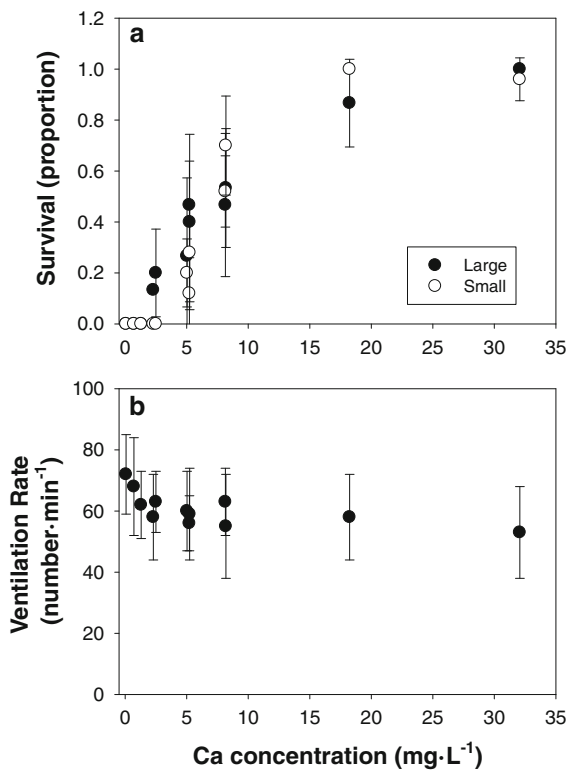 a
Survival (proportion)
1.2
1.0
0.8
0.6
0.4
0.2
0.0
Large
Small
0 5 10 15 20 25 30 35
b
Ventilation Rate
(number·min⁻¹)
100
80
60
40
20
0
0 5 10 15 20 25 30 35
Ca concentration (mg·L⁻¹)